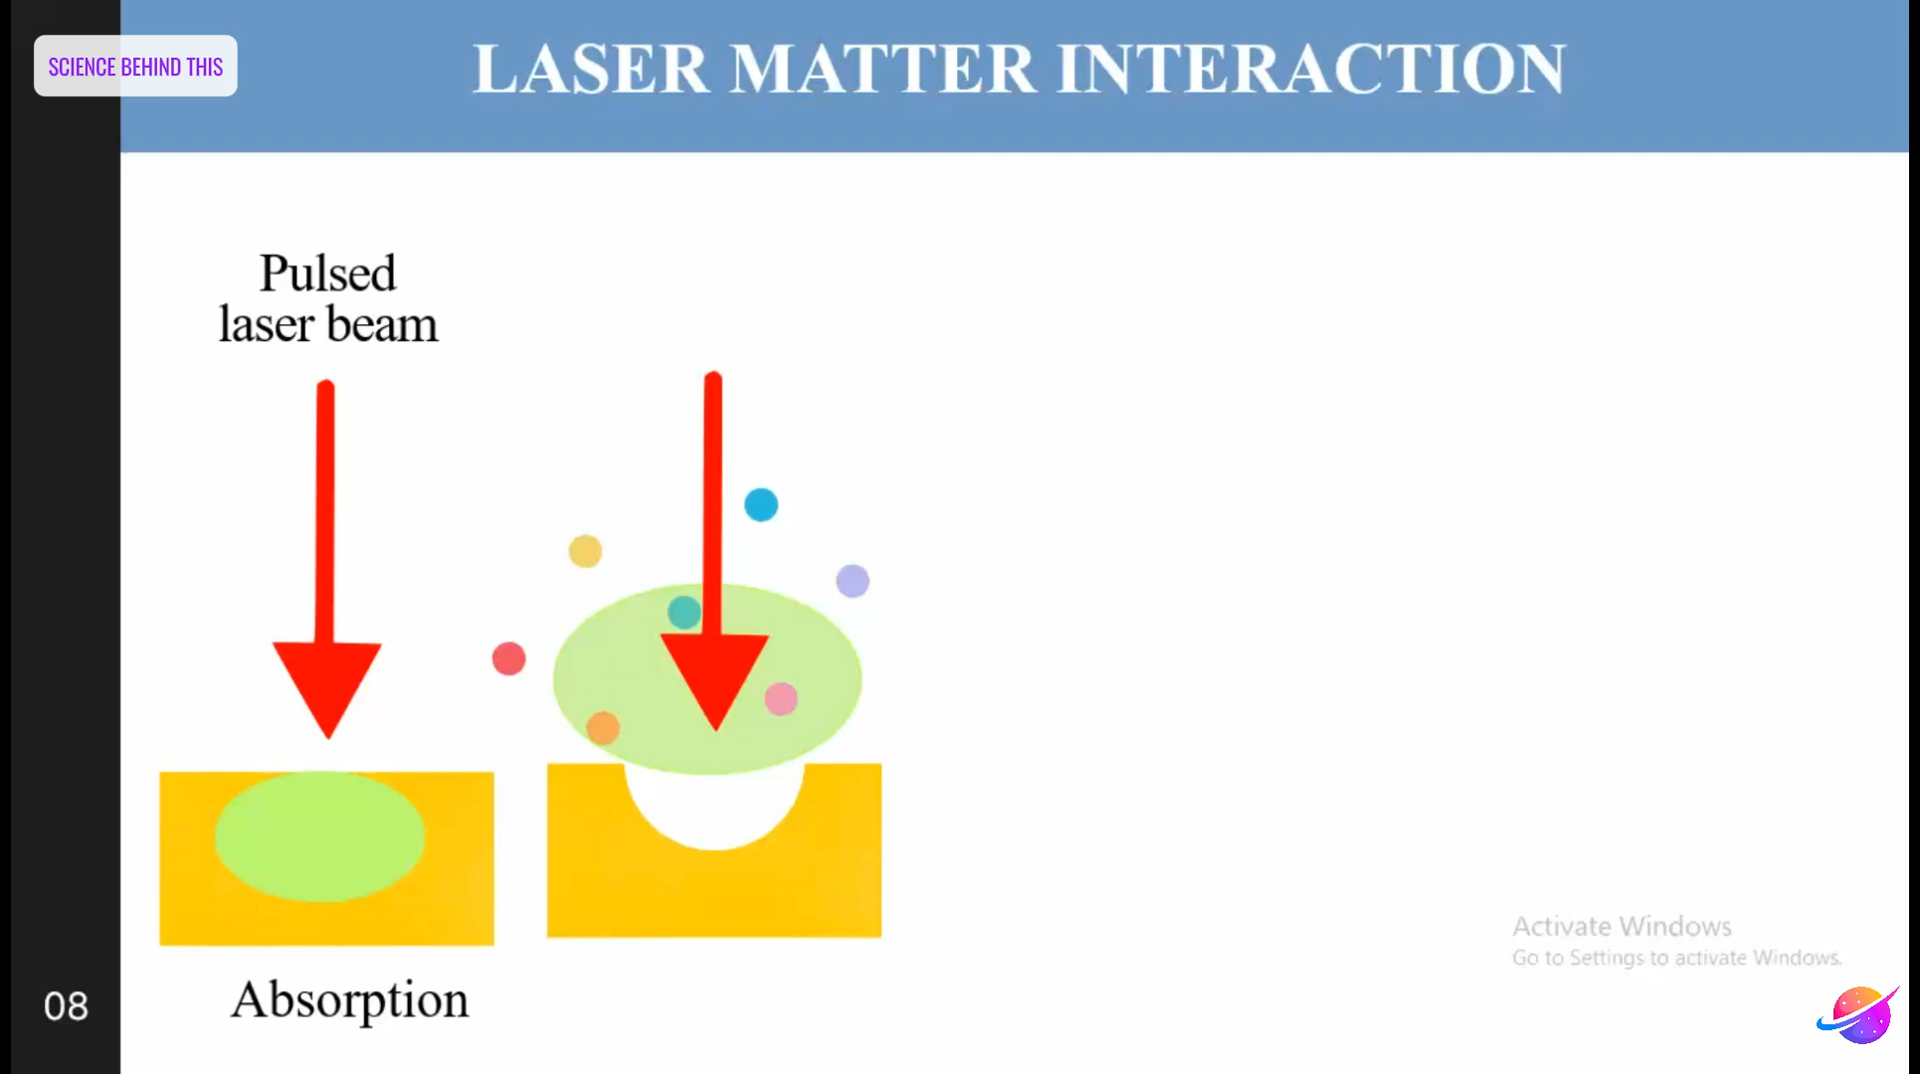 SCIENCE BEHIND THIS
LASER MATTER INTERACTION
Pulsed
laser beam
Absorption
08
Activate Windows
Go to Settings to activate Windows.